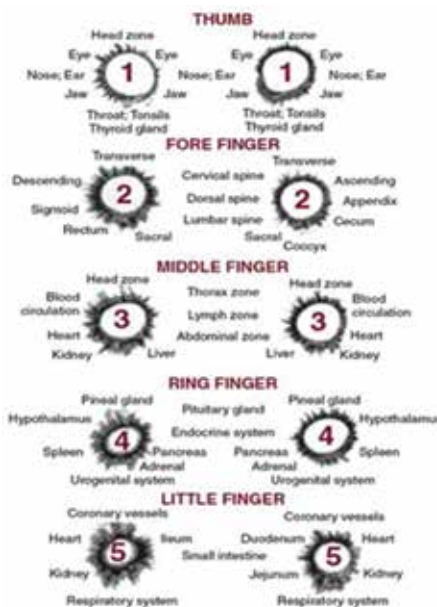 THUMB
Head zone Head zone
Eye Eye Eye Eye
1 1
Nose; Ear Nose; Ear Nose; Ear
Jaw Jaw Jaw Jaw
Throat; Tonsils Throat; Tonsils
Thyroid gland Thyroid gland
FORE FINGER
Transverse Transverse
Descending Cervical spine Ascending
2 Dorsal spine 2 Appendix
Sigmoid Lumbar spine Cecum
Rectum Sacral Sacral
Coccyx
MIDDLE FINGER
Head zone Head zone
Blood circulation Thorax zone Blood circulation
3 Lymph zone 3
Heart Abdominal zone Heart
Kidney Liver Liver Kidney
RING FINGER
Pineal gland Pineal gland
Hypothalamus Pituitary gland Hypothalamus
4 Endocrine system 4
Spleen Pancreas Pancreas Spleen
Adrenal Adrenal
Urogenital system Urogenital system
LITTLE FINGER
Coronary vessels Coronary vessels
Heart Ileum Duodenum Heart
5 Small intestine 5
Kidney Jejunum Kidney
Respiratory system Respiratory system